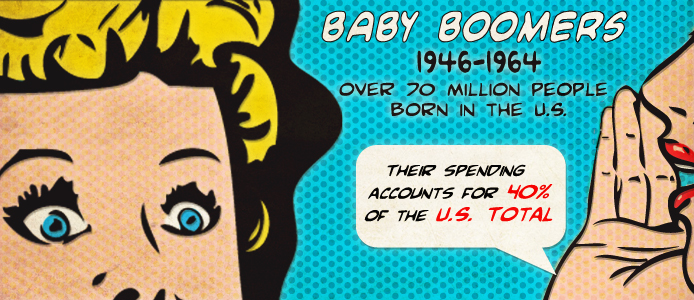 BABY BOOMERS
1946-1964
OVER 70 MILLION PEOPLE
BORN IN THE U.S.
THEIR SPENDING
ACCOUNTS FOR 40%
OF THE U.S. TOTAL